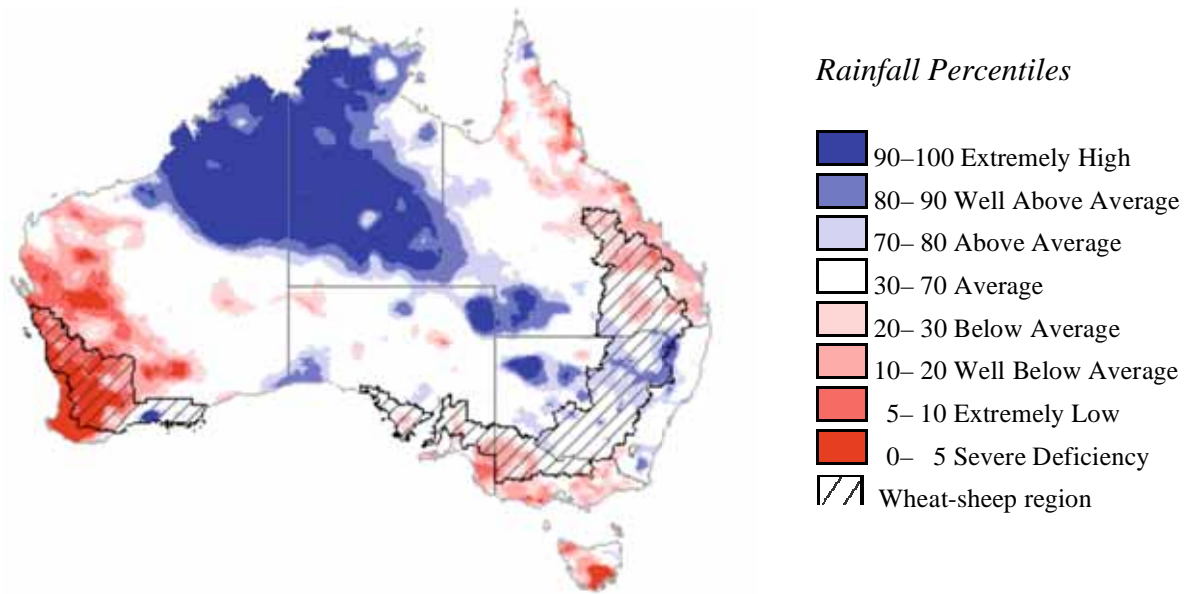 Rainfall Percentiles
90–100 Extremely High
80– 90 Well Above Average
70– 80 Above Average
30– 70 Average
20– 30 Below Average
10– 20 Well Below Average
5– 10 Extremely Low
0– 5 Severe Deficiency
Wheat-sheep region